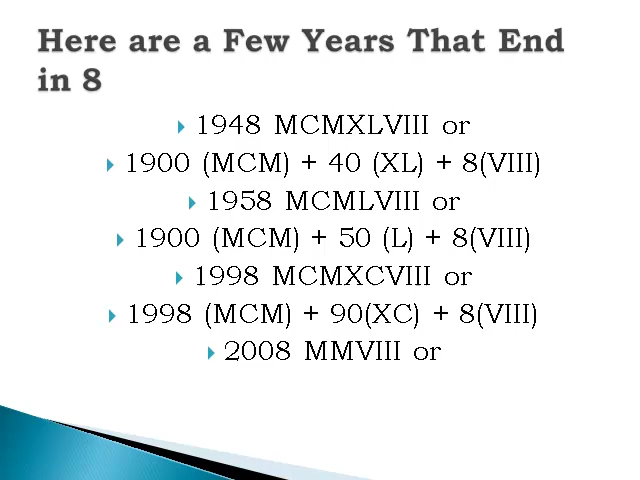 Here are a Few Years That End
in 8
1948 MCMXLVIII or
1900 (MCM) + 40 (XL) + 8(VIII)
1958 MCMLVIII or
1900 (MCM) + 50 (L) + 8(VIII)
1998 MCMXCVIII or
1998 (MCM) + 90(XC) + 8(VIII)
2008 MMVIII or